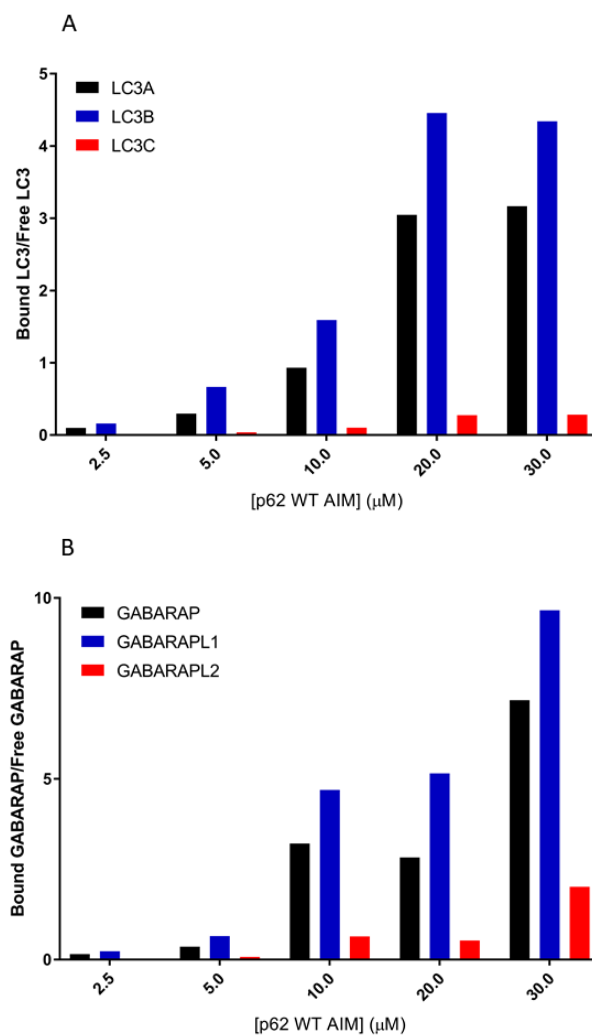 A
5
4
3
2
1
0
Bound LC3/Free LC3
LC3A
LC3B
LC3C
2.5
5.0
10.0
20.0
30.0
[p62 WT AIM] (μM)
B
10
5
0
Bound GABARAP/Free GABARAP
GABARAP
GABARAPL1
GABARAPL2
2.5
5.0
10.0
20.0
30.0
[p62 WT AIM] (μM)